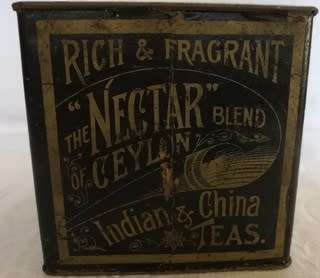 RICH & FRAGRANT
"NECTAR"
THE BLEND
OF CEYLON
Indian & China
TEAS.